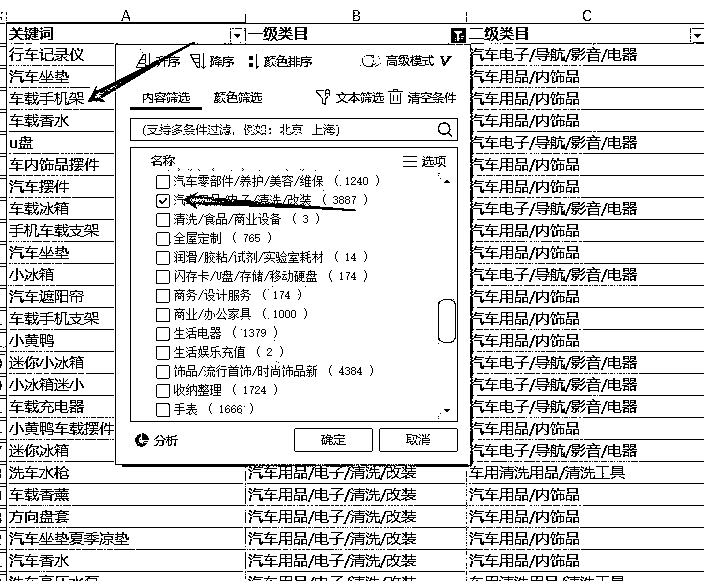 A B C
关键词 一级类目 二级类目
行车记录仪 汽车电子/导航/影音/电器
汽车坐垫 汽车用品/内饰品
车载手机架 汽车用品/内饰品
车载香水 汽车用品/内饰品
u盘 汽车电子/导航/影音/电器
车内饰品摆件 汽车用品/内饰品
汽车摆件 汽车用品/内饰品
车载冰箱 汽车电子/导航/影音/电器
手机车载支架 汽车用品/内饰品
汽车坐垫 汽车用品/内饰品
小冰箱 汽车电子/导航/影音/电器
汽车遮阳帘 汽车用品/内饰品
车载手机支架 汽车用品/内饰品
小黄鸭 汽车用品/内饰品
迷你小冰箱 汽车电子/导航/影音/电器
小冰箱迷小 汽车电子/导航/影音/电器
车载充电器 汽车电子/导航/影音/电器
小黄鸭车载摆件 汽车用品/内饰品
迷你冰箱 汽车电子/导航/影音/电器
洗车水枪 汽车用品/电子/清洗/改装 车用清洗用品/清洗工具
车载香薰 汽车用品/电子/清洗/改装 汽车用品/内饰品
方向盘套 汽车用品/电子/清洗/改装 汽车用品/内饰品
汽车坐垫夏季凉垫 汽车用品/电子/清洗/改装 汽车用品/内饰品
汽车香水 汽车用品/电子/清洗/改装 汽车用品/内饰品
升序 降序 颜色排序 高级模式
内容筛选 颜色筛选 文本筛选 清空条件
(支持多条件过滤，例如：北京 上海)
名称 选项
汽车零部件/养护/美容/维保 (1240)
/清洗/改装 (3887)
清洗/食品/商业设备 (3)
全屋定制 (765)
润滑/胶粘/试剂/实验室耗材 (14)
闪存卡/U盘/存储/移动硬盘 (174)
商务/设计服务 (174)
商业/办公家具 (1000)
生活电器 (1379)
生活娱乐充值 (2)
饰品/流行首饰/时尚饰品新 (4384)
收纳整理 (1724)
手表 (1666)
分析 确定 取消